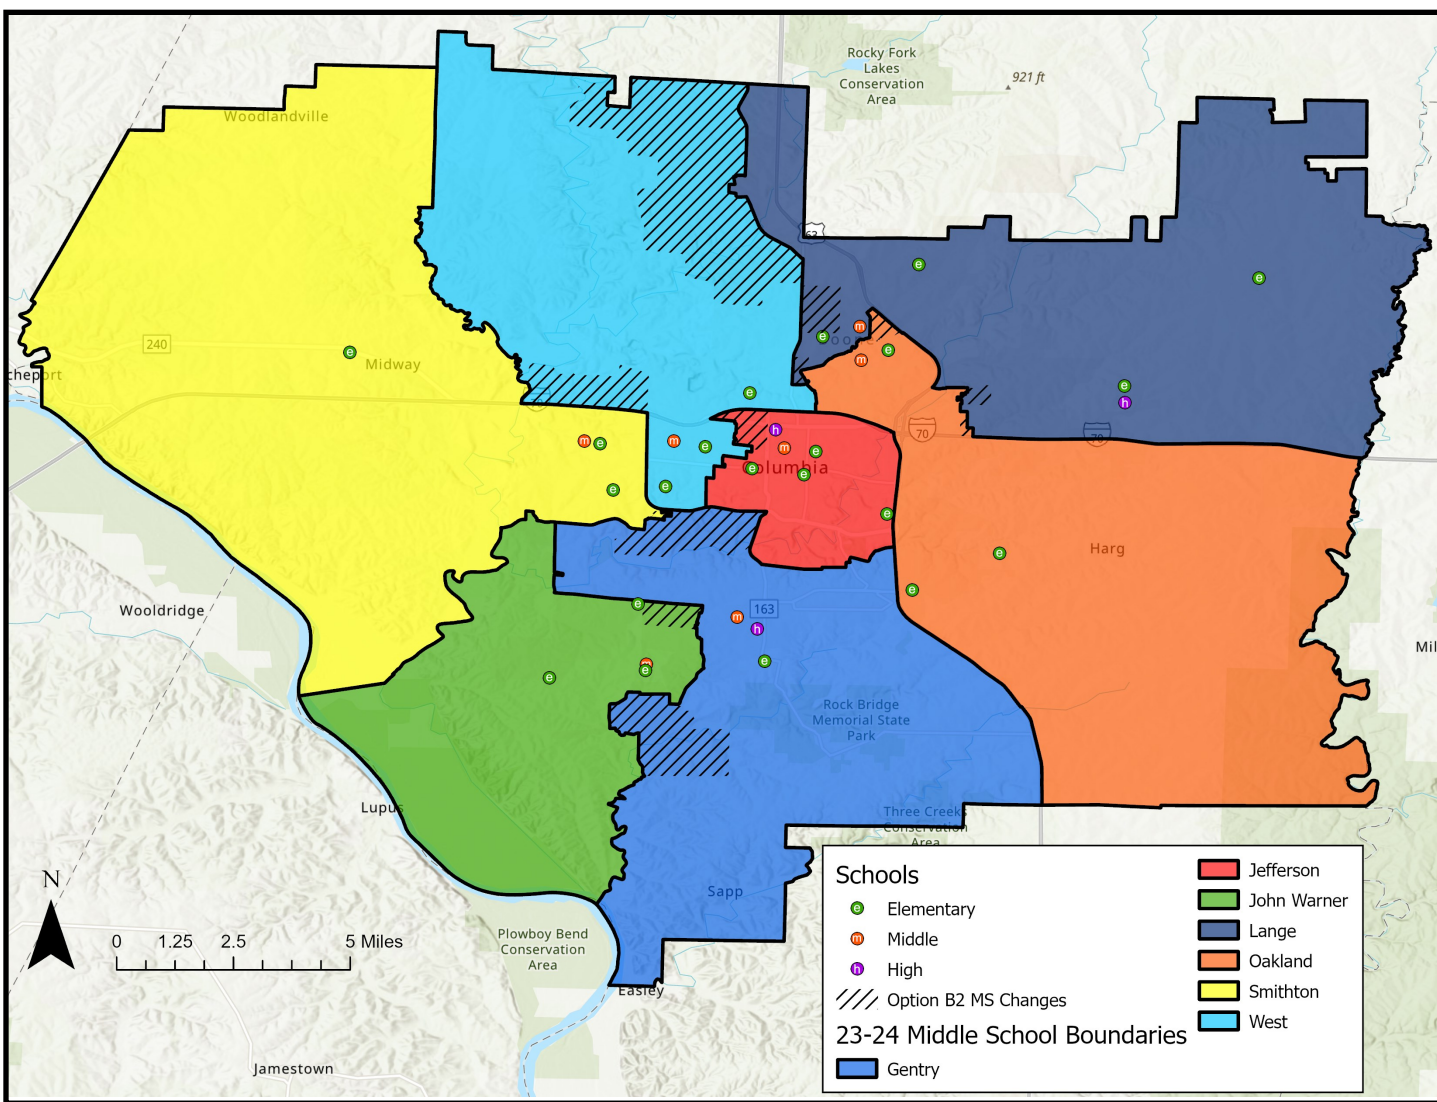 Rocky Fork
Lakes
Conservation
Area
921 ft
Woodlandville
63
240
Midway
cheport
70
70
Columbia
Harg
Wooldridge
163
Mil
Rock Bridge
Memorial State
Park
Lupus
Three Creeks
Conservation
Area
Sapp
N
0 1.25 2.5 5 Miles
Plowboy Bend
Conservation
Area
Easley
Jamestown
Schools
e Elementary
m Middle
h High
Option B2 MS Changes
23-24 Middle School Boundaries
Gentry
Jefferson
John Warner
Lange
Oakland
Smithton
West